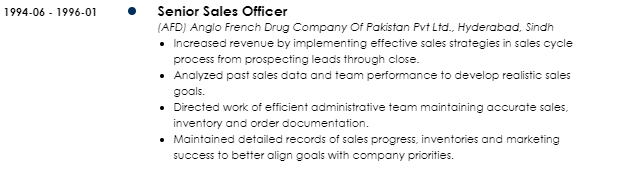 1994-06 - 1996-01 Senior Sales Officer
(AFD) Anglo French Drug Company Of Pakistan Pvt Ltd., Hyderabad, Sindh
• Increased revenue by implementing effective sales strategies in sales cycle
process from prospecting leads through close.
• Analyzed past sales data and team performance to develop realistic sales
goals.
• Directed work of efficient administrative team maintaining accurate sales,
inventory and order documentation.
• Maintained detailed records of sales progress, inventories and marketing
success to better align goals with company priorities.